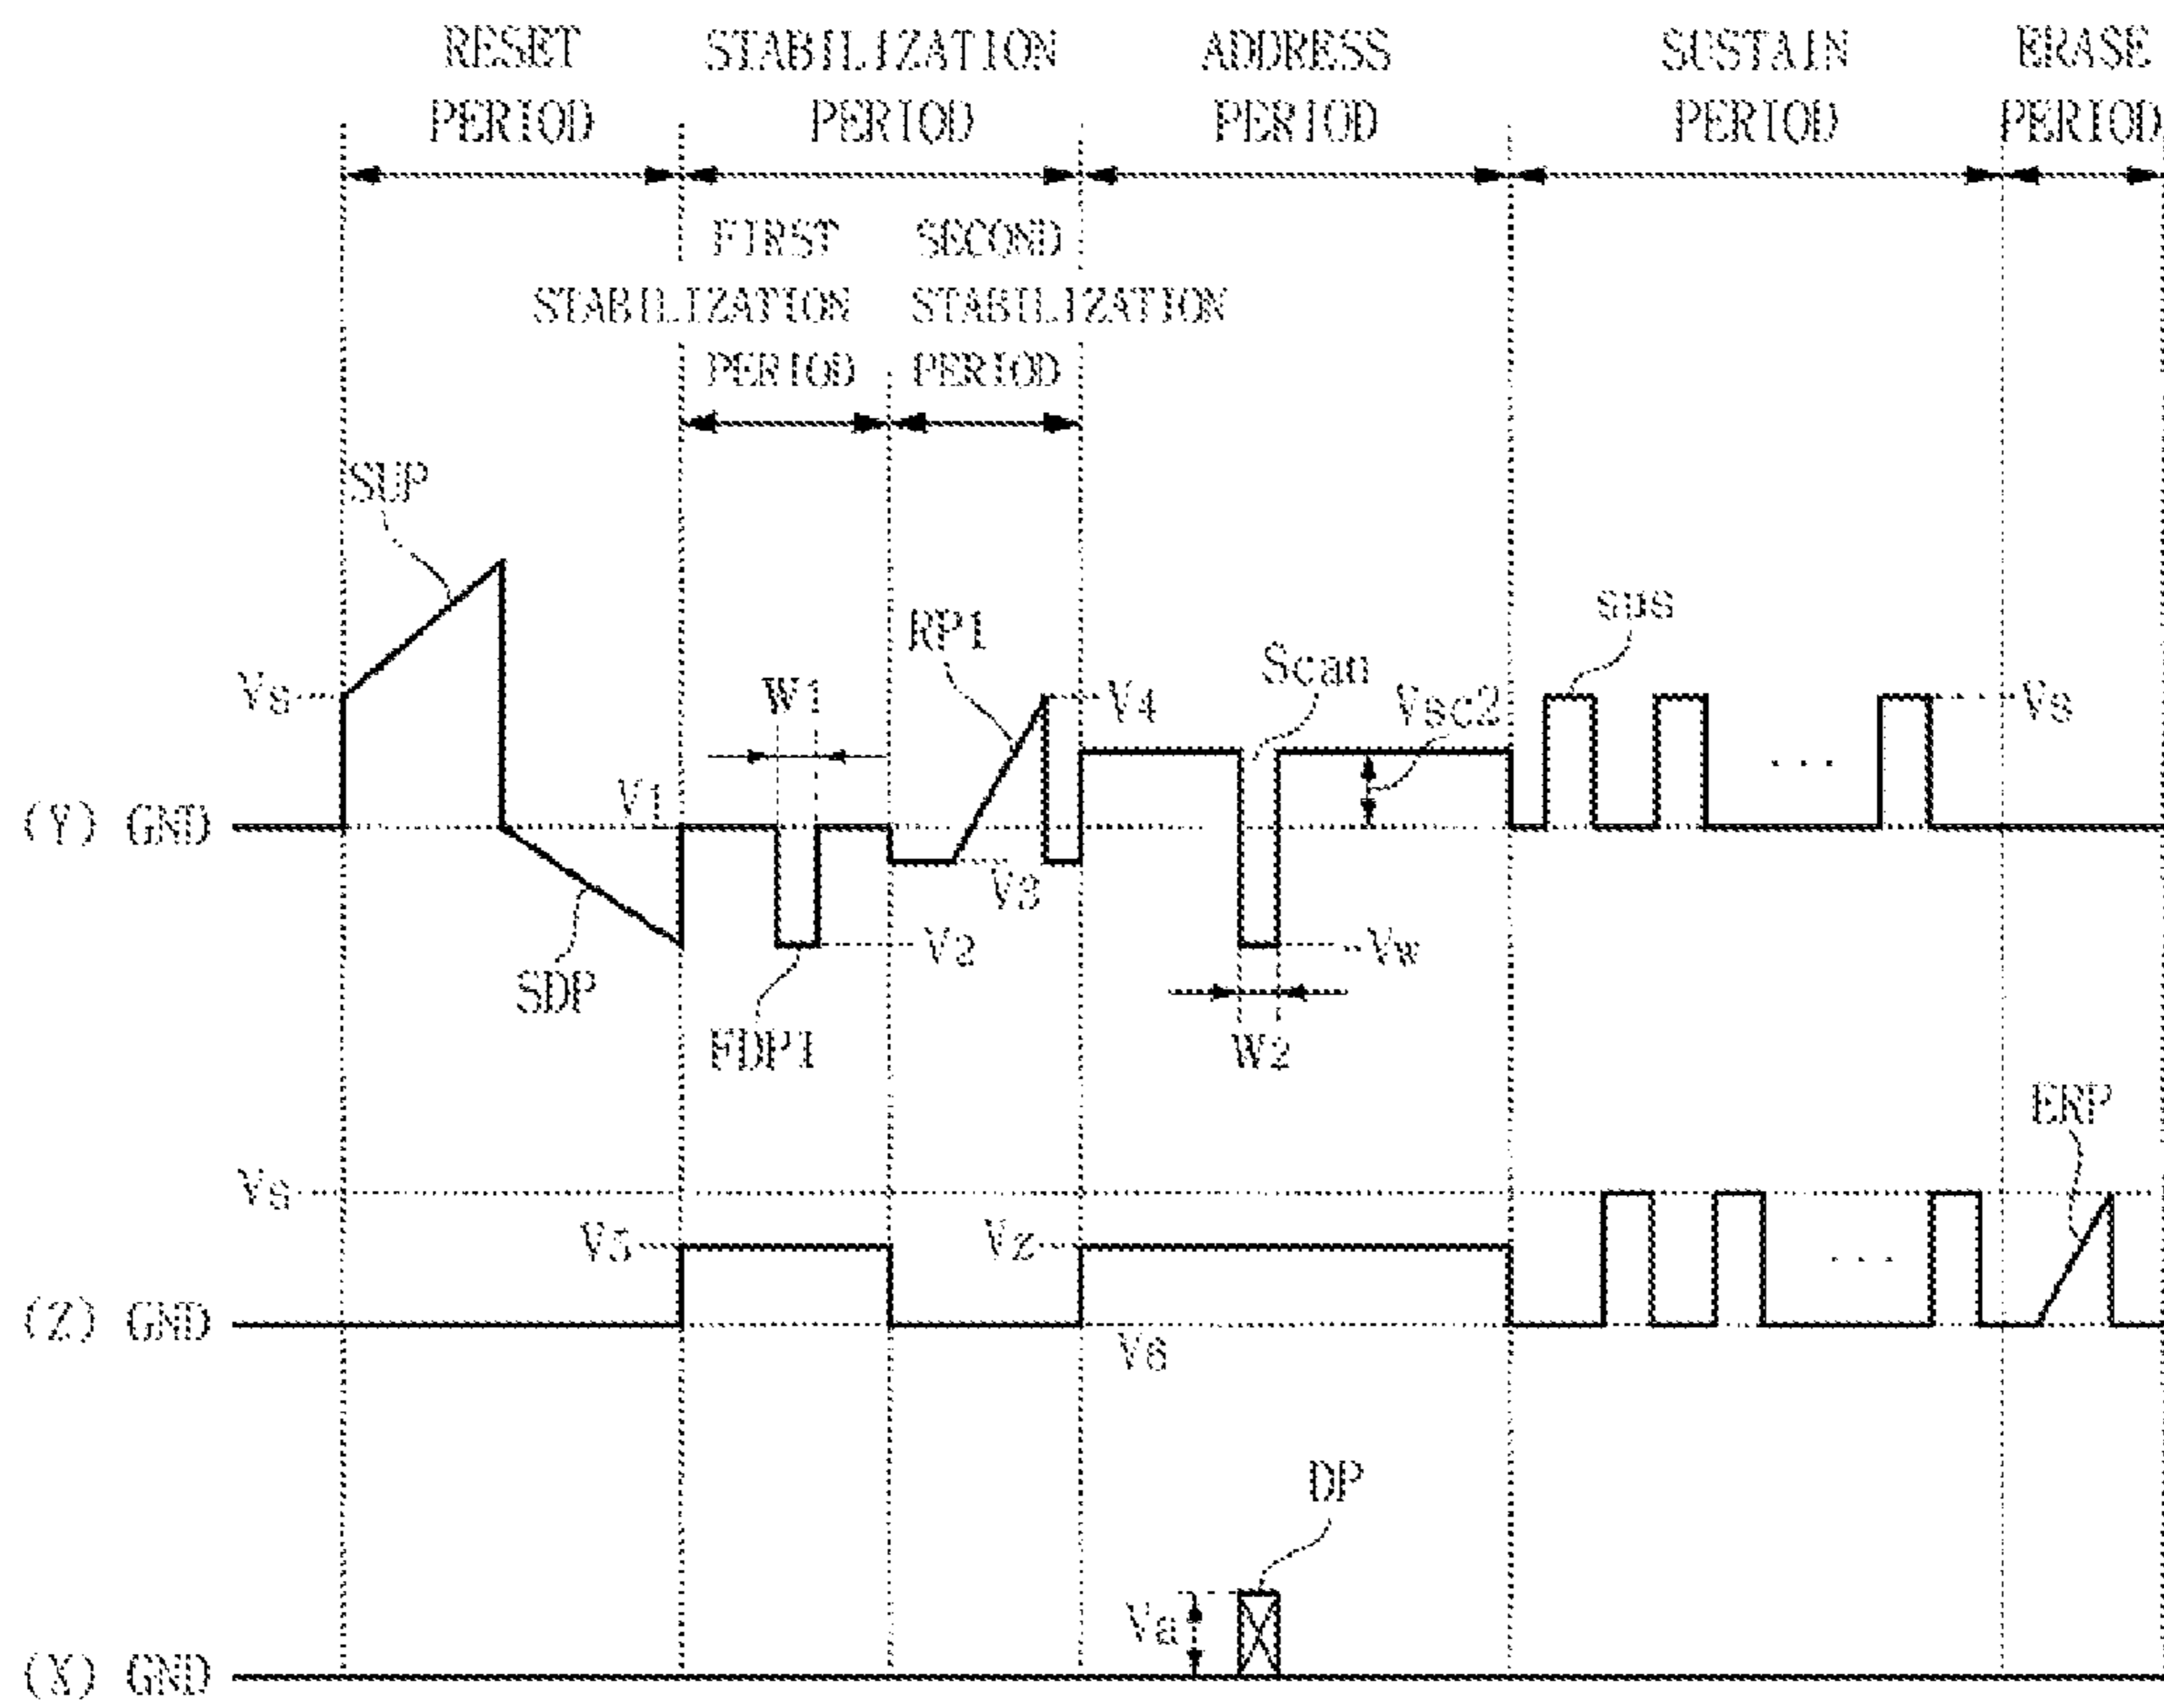 RESET STABILIZATION ADDRESS SUSTAIN ERASE
PERIOD PERIOD PERIOD PERIOD PERIOD
FIRST SECOND
STABILIZATION STABILIZATION
PERIOD PERIOD
SUP
sus
RP1
Scan
Vs W1 V4 Vsc2 Vs
V1
(Y) GND
V3
V2 Vw
SDP
FDP1 W2
ERP
Vs
V5 Vz
(Z) GND
V6
DP
Va
(X) GND